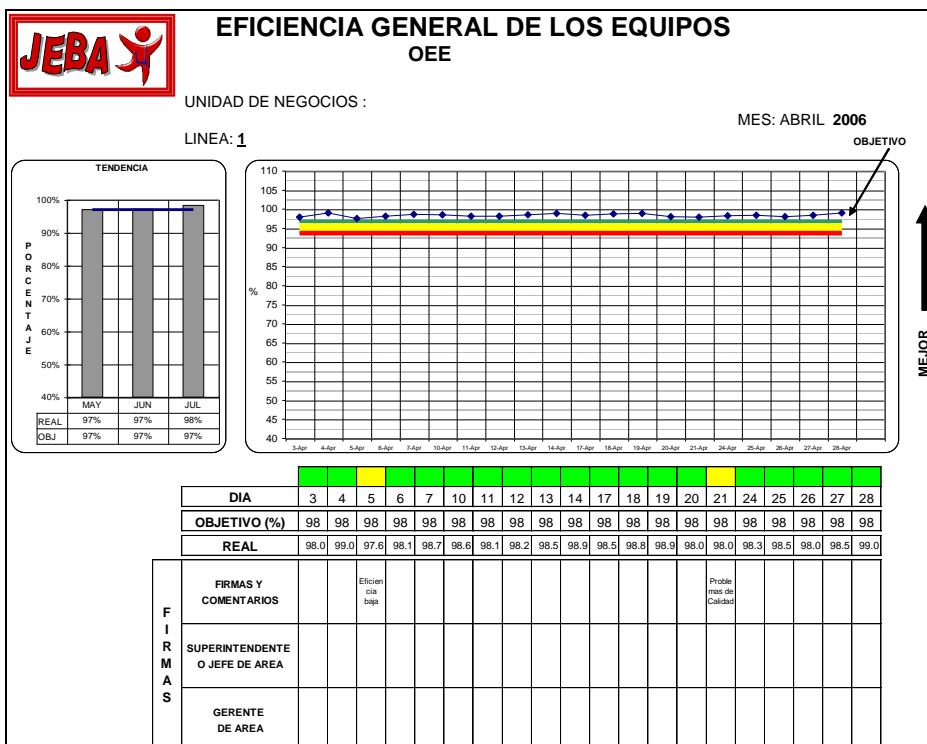 JEBA
EFICIENCIA GENERAL DE LOS EQUIPOS
OEE
UNIDAD DE NEGOCIOS :
MES: ABRIL 2006
LINEA: 1
OBJETIVO
TENDENCIA
PORCENTAJE
100%
90%
80%
70%
60%
50%
40%
MAY JUN JUL
REAL 97% 97% 98%
OBJ 97% 97% 97%
%
110
105
100
95
90
85
80
75
70
65
60
55
50
45
40
3-Apr 4-Apr 5-Apr 6-Apr 7-Apr 10-Apr 11-Apr 12-Apr 13-Apr 14-Apr 17-Apr 18-Apr 19-Apr 20-Apr 21-Apr 24-Apr 25-Apr 26-Apr 27-Apr 28-Apr
MEJOR
DIA 3 4 5 6 7 10 11 12 13 14 17 18 19 20 21 24 25 26 27 28
OBJETIVO (%) 98 98 98 98 98 98 98 98 98 98 98 98 98 98 98 98 98 98 98 98
REAL 98.0 99.0 97.6 98.1 98.7 98.6 98.1 98.2 98.5 98.9 98.5 98.8 98.9 98.0 98.0 98.3 98.5 98.0 98.5 99.0
FIRMAS
FIRMAS Y
COMENTARIOS
Eficien
cia
baja
Proble
mas de
Calidad
SUPERINTENDENTE
O JEFE DE AREA
GERENTE
DE AREA